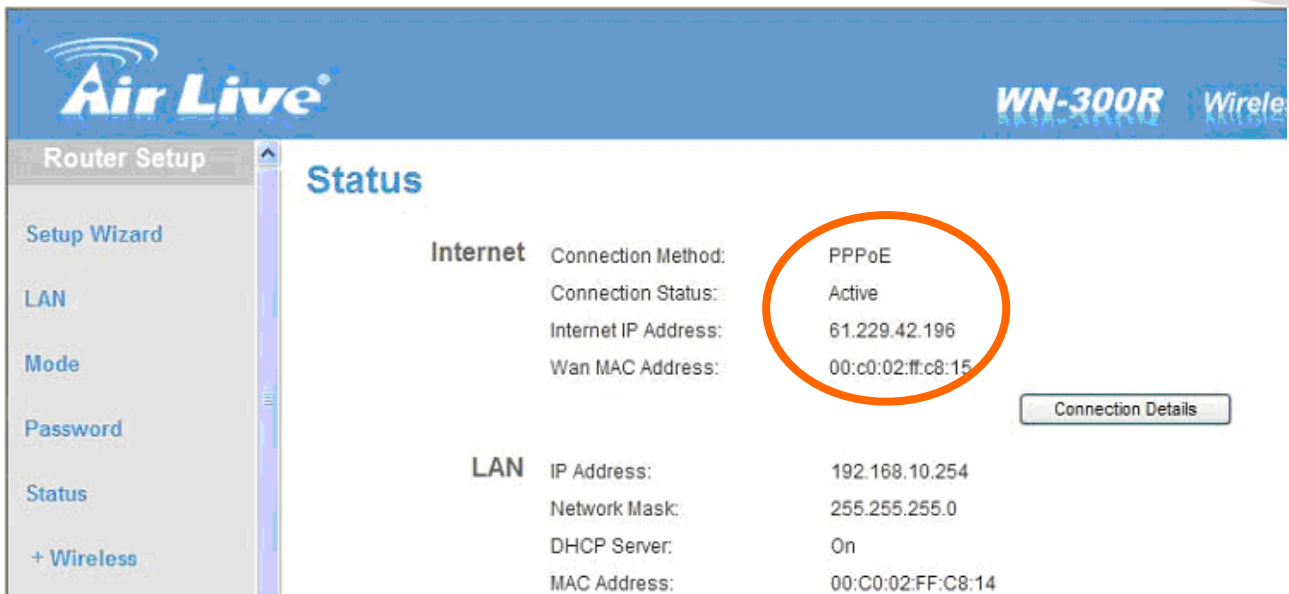 Air Live®
WN-300R
Router Setup
Status
Setup Wizard
LAN
Mode
Password
Status
+ Wireless
Internet
Connection Method: PPPoE
Connection Status: Active
Internet IP Address: 61.229.42.196
Wan MAC Address: 00:c0:02:ff:c8:15
Connection Details
LAN
IP Address: 192.168.10.254
Network Mask: 255.255.255.0
DHCP Server: On
MAC Address: 00:C0:02:FF:C8:14